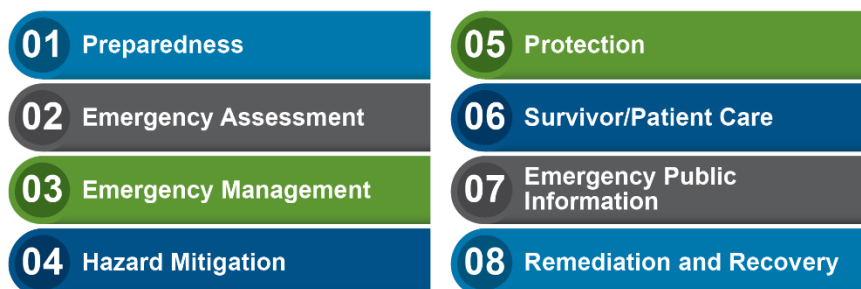 01 Preparedness
02 Emergency Assessment
03 Emergency Management
04 Hazard Mitigation
05 Protection
06 Survivor/Patient Care
07 Emergency Public
Information
08 Remediation and Recovery